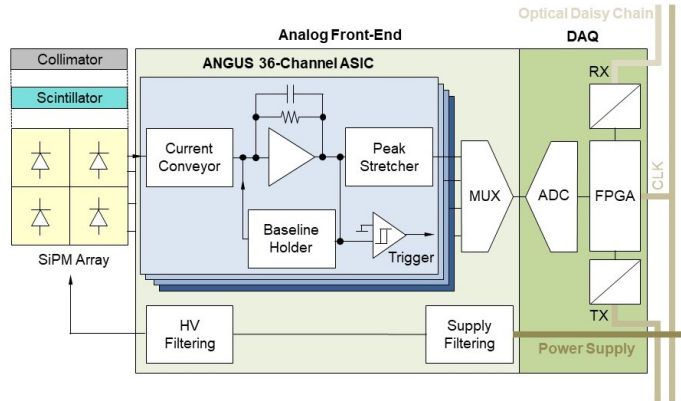 Optical Daisy Chain
Analog Front-End
DAQ
Collimator
ANGUS 36-Channel ASIC
RX
Scintillator
Current
Conveyor
Peak
Stretcher
MUX
ADC
FPGA
CLK
Baseline
Holder
Trigger
SiPM Array
TX
HV
Filtering
Supply
Filtering
Power Supply